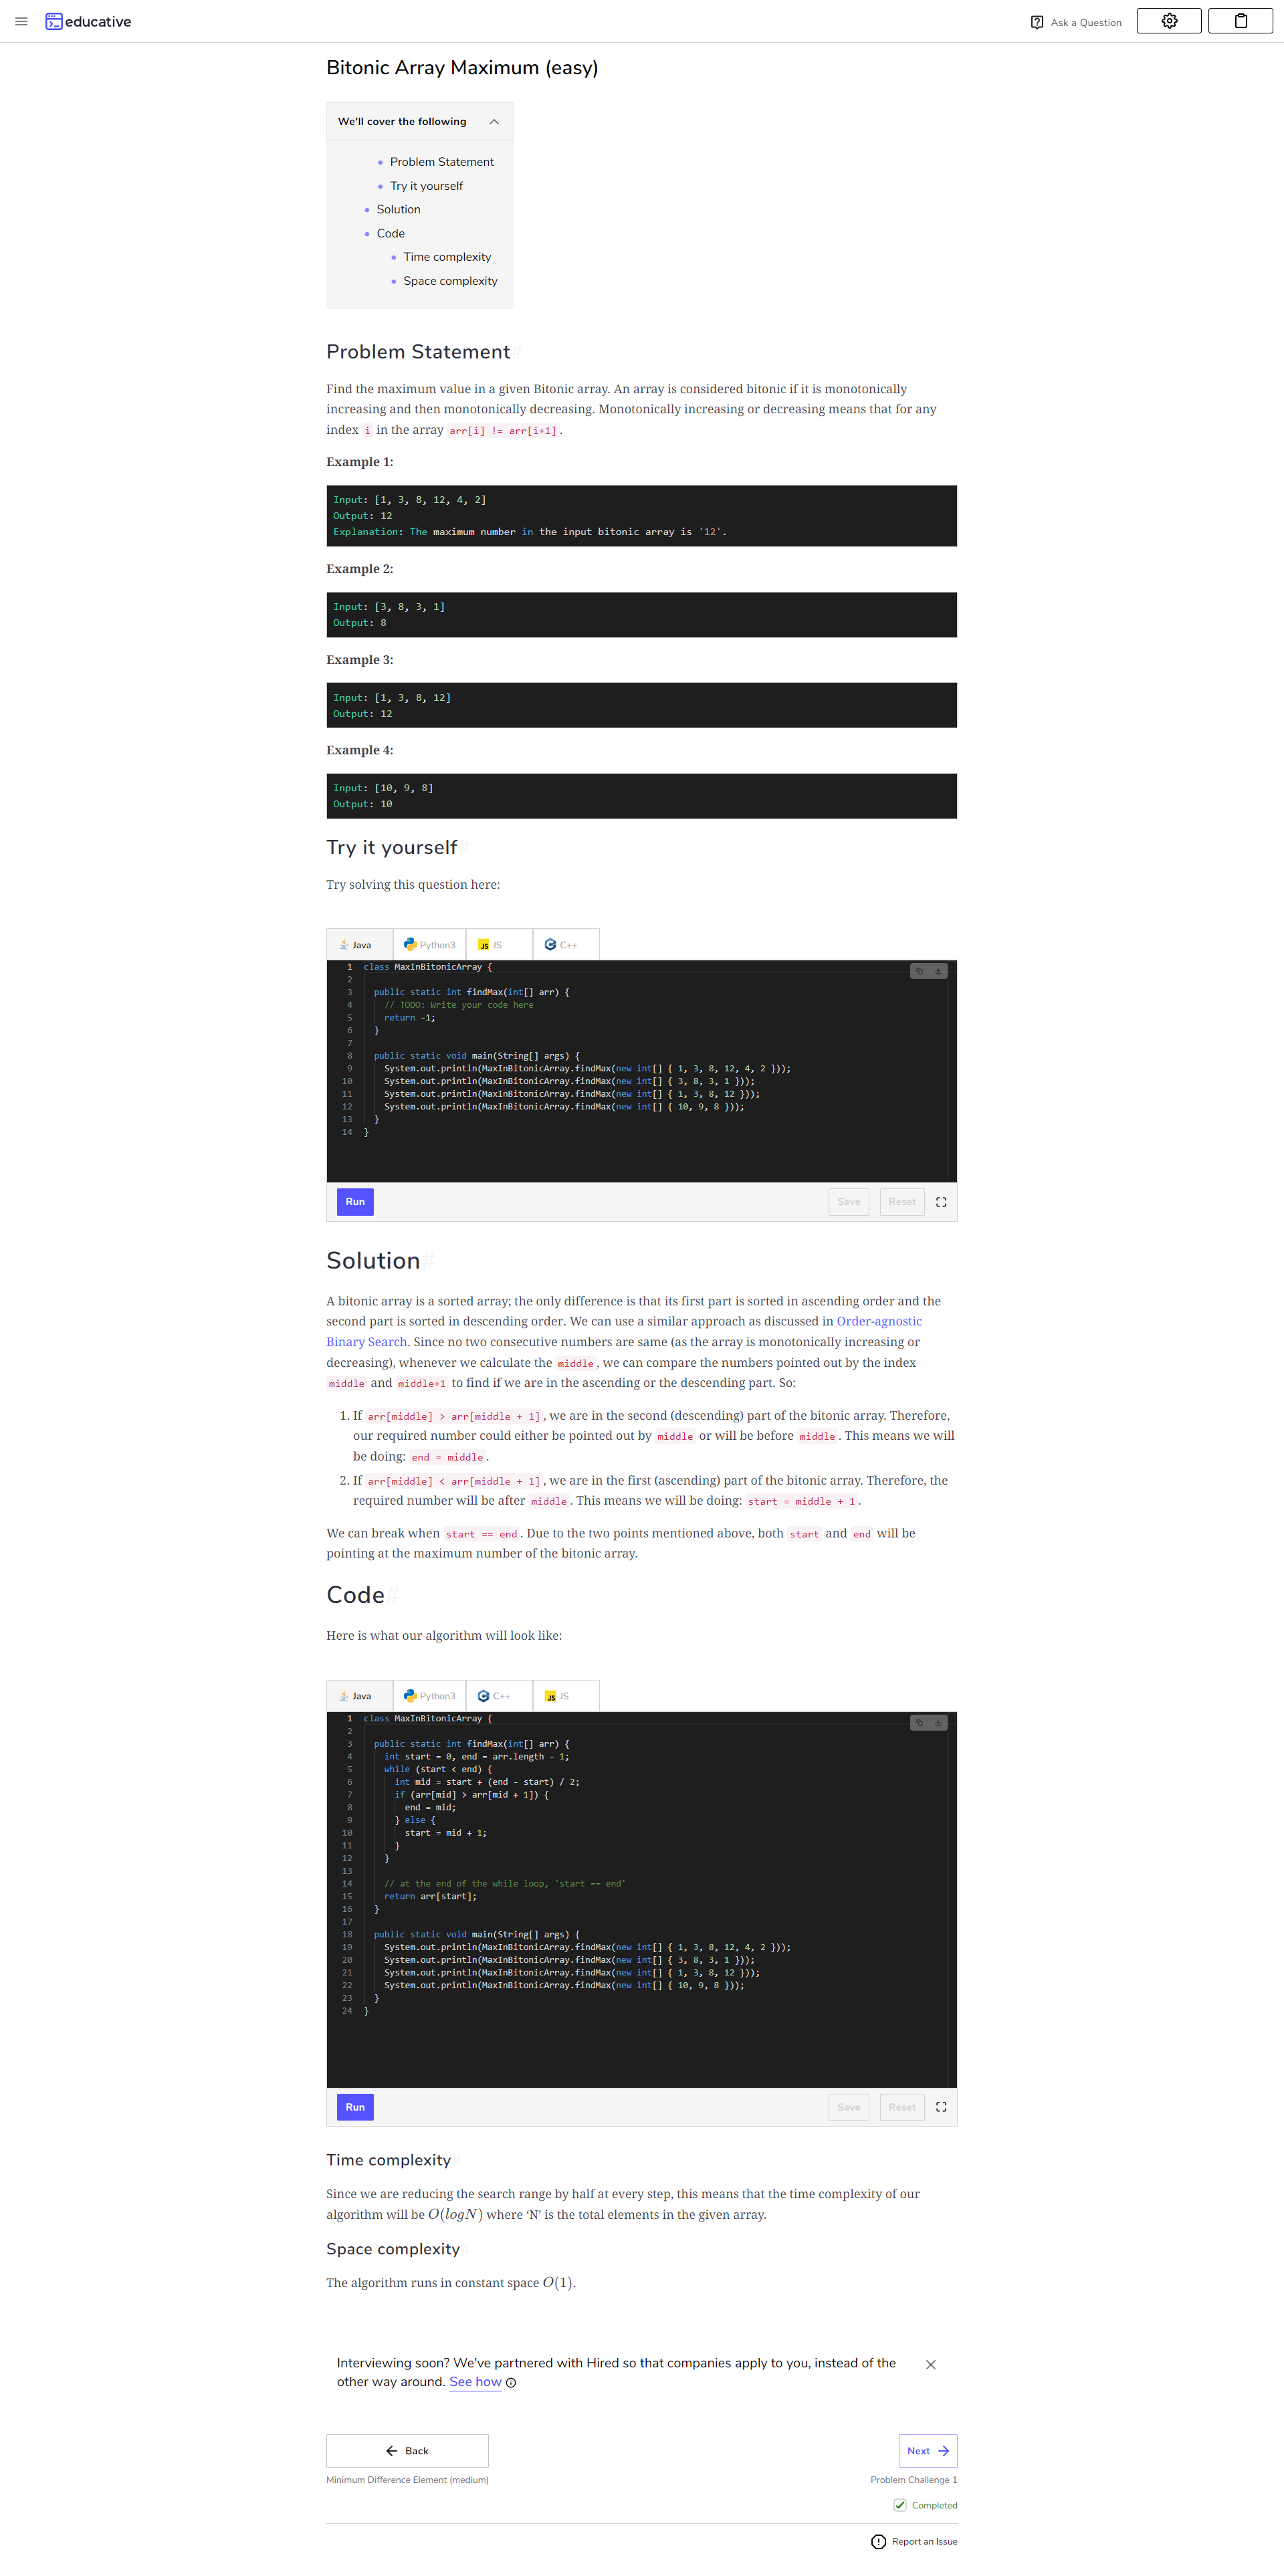 educative
Ask a Question
Bitonic Array Maximum (easy)
We'll cover the following
Problem Statement
Try it yourself
Solution
Code
Time complexity
Space complexity
Problem Statement#
Find the maximum value in a given Bitonic array. An array is considered bitonic if it is monotonically
increasing and then monotonically decreasing. Monotonically increasing or decreasing means that for any
index i in the array arr[i] != arr[i+1].
Example 1:
Input: [1, 3, 8, 12, 4, 2]
Output: 12
Explanation: The maximum number in the input bitonic array is '12'.
Example 2:
Input: [3, 8, 3, 1]
Output: 8
Example 3:
Input: [1, 3, 8, 12]
Output: 12
Example 4:
Input: [10, 9, 8]
Output: 10
Try it yourself#
Try solving this question here:
Java Python3 JS C++
1 class MaxInBitonicArray {
2
3 public static int findMax(int[] arr) {
4 // TODO: Write your code here
5 return -1;
6 }
7
8 public static void main(String[] args) {
9 System.out.println(MaxInBitonicArray.findMax(new int[] { 1, 3, 8, 12, 4, 2 }));
10 System.out.println(MaxInBitonicArray.findMax(new int[] { 3, 8, 3, 1 }));
11 System.out.println(MaxInBitonicArray.findMax(new int[] { 1, 3, 8, 12 }));
12 System.out.println(MaxInBitonicArray.findMax(new int[] { 10, 9, 8 }));
13 }
14 }
Run Save Reset
Solution#
A bitonic array is a sorted array; the only difference is that its first part is sorted in ascending order and the
second part is sorted in descending order. We can use a similar approach as discussed in Order-agnostic
Binary Search. Since no two consecutive numbers are same (as the array is monotonically increasing or
decreasing), whenever we calculate the middle, we can compare the numbers pointed out by the index
middle and middle+1 to find if we are in the ascending or the descending part. So:
1. If arr[middle] > arr[middle + 1], we are in the second (descending) part of the bitonic array. Therefore,
our required number could either be pointed out by middle or will be before middle. This means we will
be doing: end = middle.
2. If arr[middle] < arr[middle + 1], we are in the first (ascending) part of the bitonic array. Therefore, the
required number will be after middle. This means we will be doing: start = middle + 1.
We can break when start == end. Due to the two points mentioned above, both start and end will be
pointing at the maximum number of the bitonic array.
Code#
Here is what our algorithm will look like:
Java Python3 C++ JS
1 class MaxInBitonicArray {
2
3 public static int findMax(int[] arr) {
4 int start = 0, end = arr.length - 1;
5 while (start < end) {
6 int mid = start + (end - start) / 2;
7 if (arr[mid] > arr[mid + 1]) {
8 end = mid;
9 } else {
10 start = mid + 1;
11 }
12 }
13
14 // at the end of the while loop, 'start == end'
15 return arr[start];
16 }
17
18 public static void main(String[] args) {
19 System.out.println(MaxInBitonicArray.findMax(new int[] { 1, 3, 8, 12, 4, 2 }));
20 System.out.println(MaxInBitonicArray.findMax(new int[] { 3, 8, 3, 1 }));
21 System.out.println(MaxInBitonicArray.findMax(new int[] { 1, 3, 8, 12 }));
22 System.out.println(MaxInBitonicArray.findMax(new int[] { 10, 9, 8 }));
23 }
24 }
Run Save Reset
Time complexity#
Since we are reducing the search range by half at every step, this means that the time complexity of our
algorithm will be O(logN) where ‘N’ is the total elements in the given array.
Space complexity#
The algorithm runs in constant space O(1).
Interviewing soon? We've partnered with Hired so that companies apply to you, instead of the
other way around. See how
Back Next
Minimum Difference Element (medium) Problem Challenge 1
Completed
Report an Issue